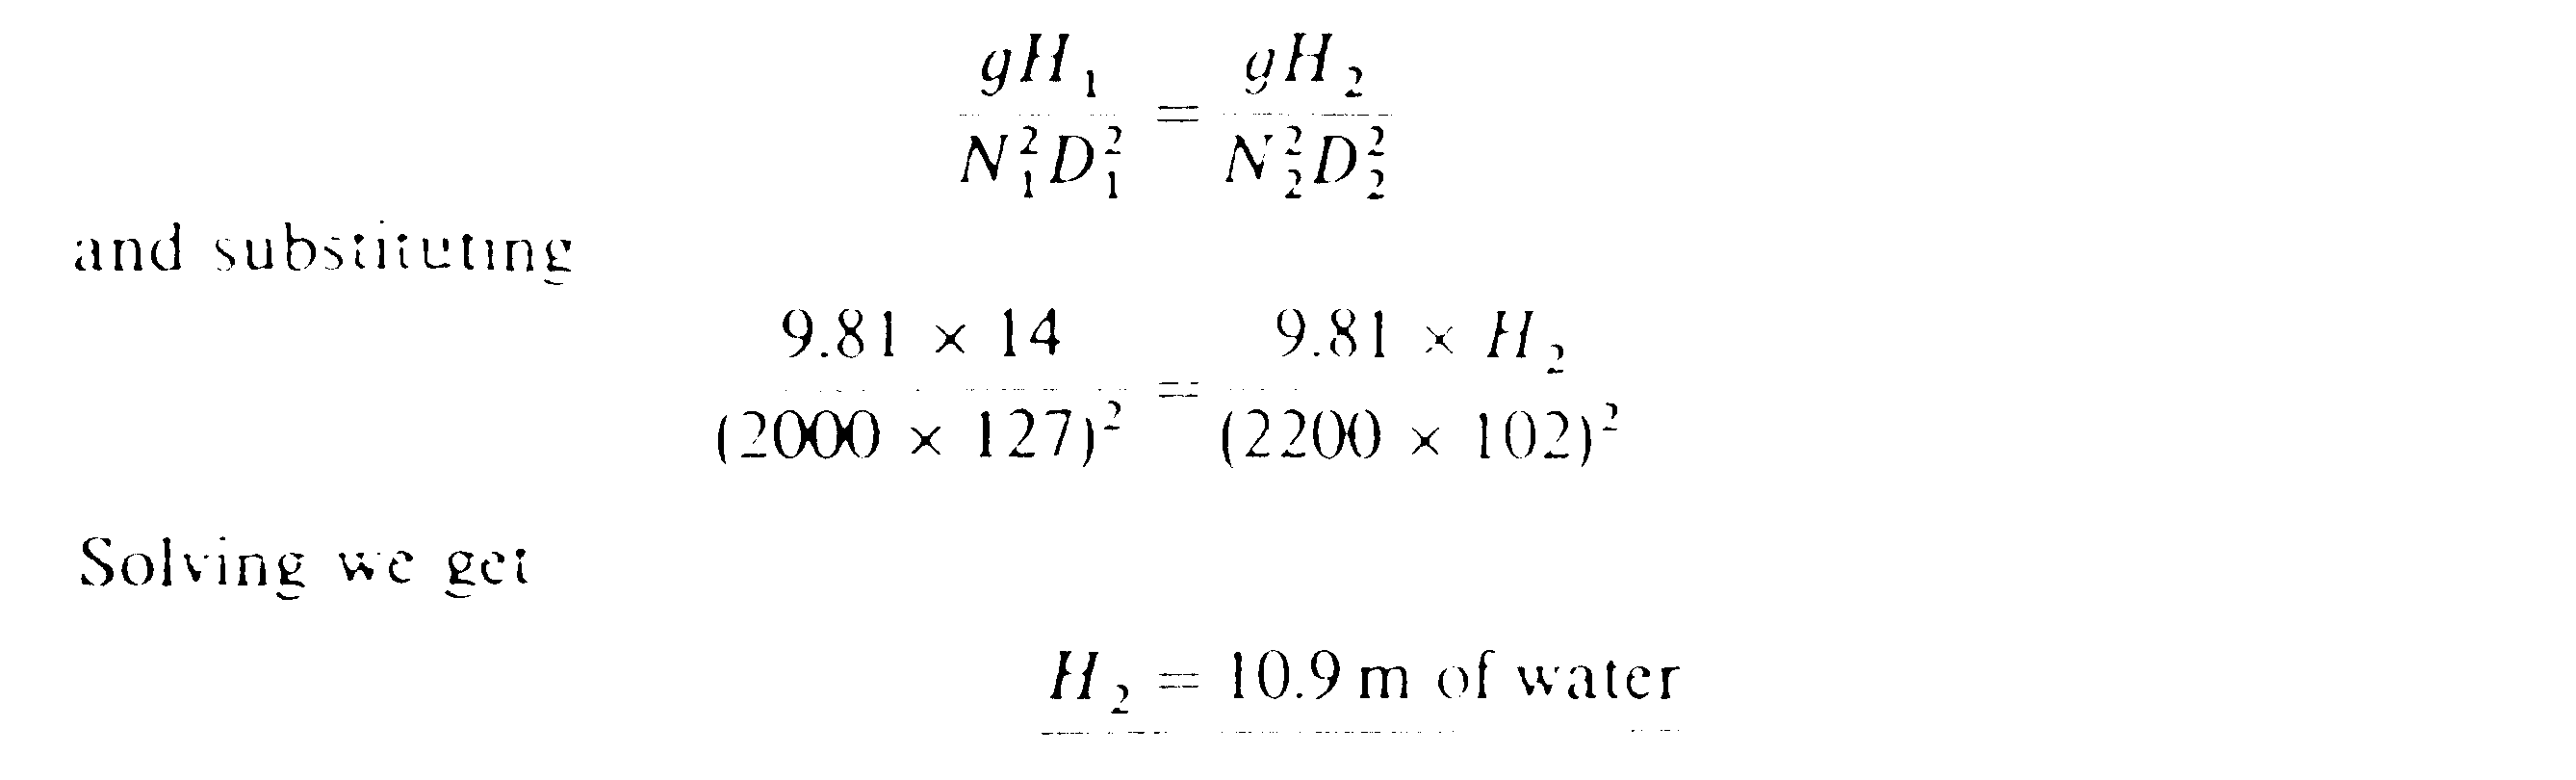 gH₁ / N₁²D₁² = gH₂ / N₂²D₂²
and substituting
9.81 × 14 / (2000 × 127)² = 9.81 × H₂ / (2200 × 102)²
Solving we get
H₂ = 10.9 m of water